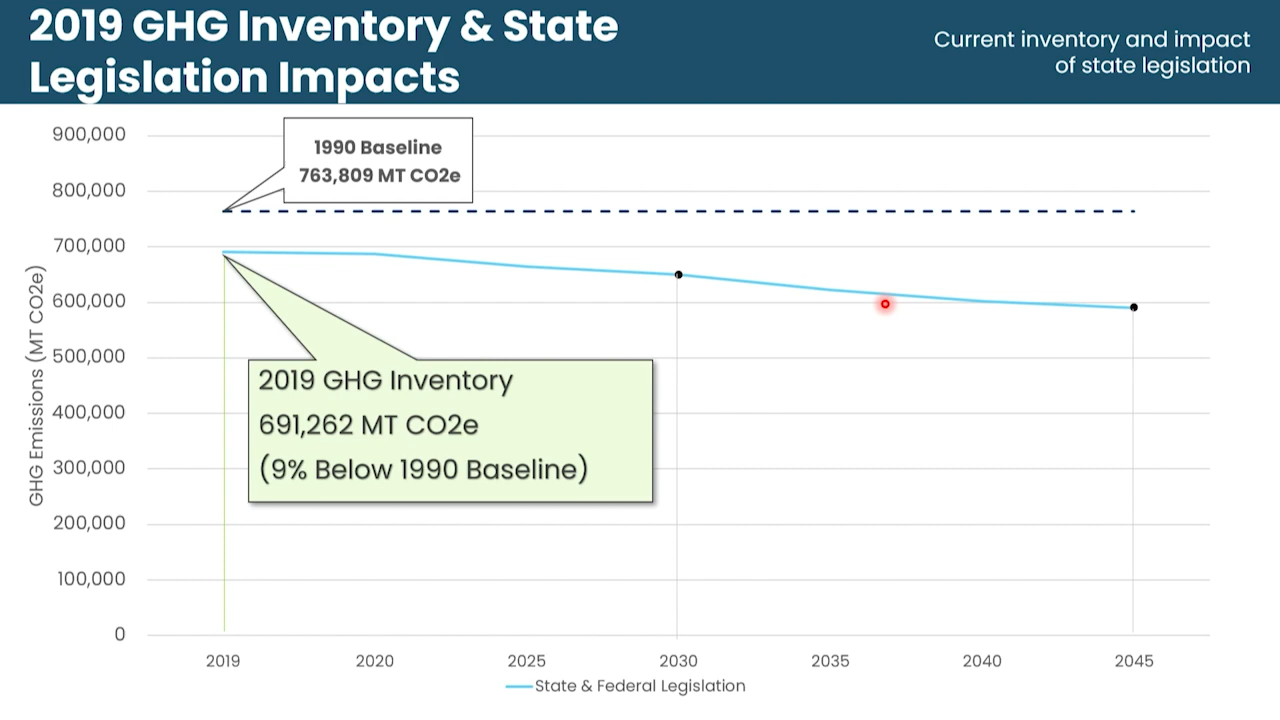 2019 GHG Inventory & State
Legislation Impacts
Current inventory and impact
of state legislation
1990 Baseline
763,809 MT CO2e
GHG Emissions (MT CO2e)
900,000
800,000
700,000
600,000
500,000
400,000
300,000
200,000
100,000
0
2019 GHG Inventory
691,262 MT CO2e
(9% Below 1990 Baseline)
2019 2020 2025 2030 2035 2040 2045
State & Federal Legislation